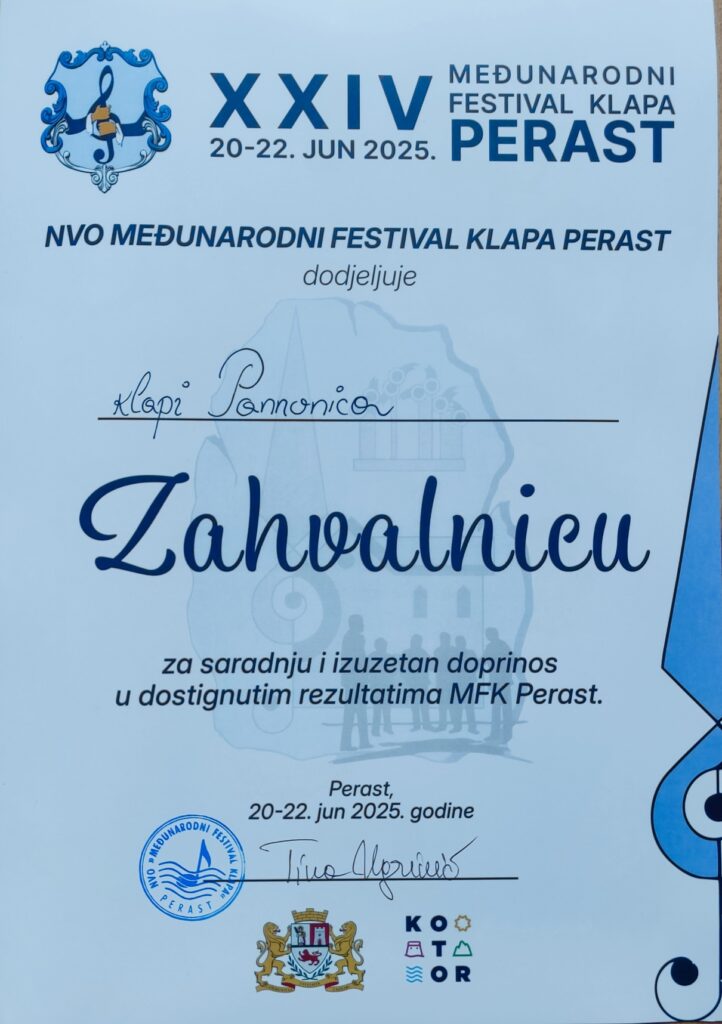 XXIV
20-22. JUN 2025.
MEĐUNARODNI
FESTIVAL KLAPA
PERAST
NVO MEĐUNARODNI FESTIVAL KLAPA PERAST
dodjeljuje
Klapi Pannonica
Zahvalnicu
za saradnju i izuzetan doprinos
u dostignutim rezultatima MFK Perast.
Perast,
20-22. jun 2025. godine
NVO »MEĐUNARODNI FESTIVAL KLAPA«
PERAST
Tina
KO
T
OR